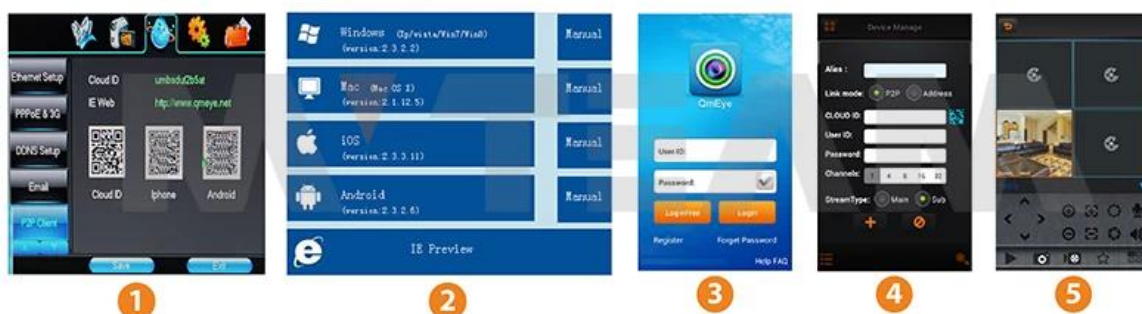 Ethernet Setup
PPPoE & 3G
DDNS Setup
Email
P2P Client
Cloud ID
umbsduf2b5at
IE Web
http://www.qmeye.net
Cloud ID
Iphone
Android
Save
Exit
1
Windows (Xp/vista/Win7/Win8)
(version:2.3.2.2)
Manual
Mac (Mac OS X)
(version:2.1.12.5)
Manual
iOS
(version:2.3.3.11)
Manual
Android
(version:2.3.2.6)
Manual
IE Preview
2
QmEye
User ID:
Password:
Login Free
Login
Register
Forget Password
Help FAQ
3
Device Manage
Alias :
Link mode:
P2P
Address
CLOUD ID:
User ID:
Password:
Channels:
1 4 8 16 32
StreamType:
Main
Sub
4
5
TEAM